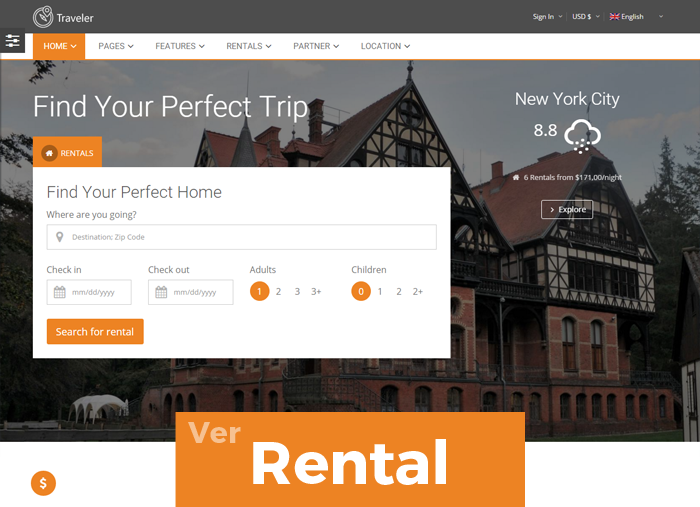 Traveler
Sign In
USD $
English
HOME
PAGES
FEATURES
RENTALS
PARTNER
LOCATION
Find Your Perfect Trip
New York City
8.8
6 Rentals from $171,00/night
Explore
RENTALS
Find Your Perfect Home
Where are you going?
Destination; Zip Code
Check in
Check out
Adults
Children
mm/dd/yyyy
mm/dd/yyyy
1 2 3 3+
0 1 2 2+
Search for rental
Ver
Rental
$